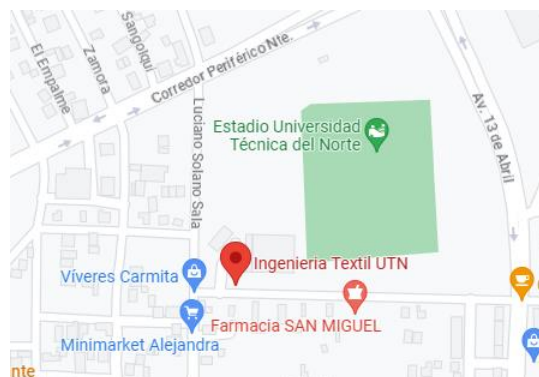 Sangolquí
Zamora
El Empalme
Corredor Periférico Nte.
Luciano Solano Sala
Estadio Universidad
Técnica del Norte
Av. 13 de Abril
Ingenieria Textil UTN
Víveres Carmita
Farmacia SAN MIGUEL
Minimarket Alejandra
nte